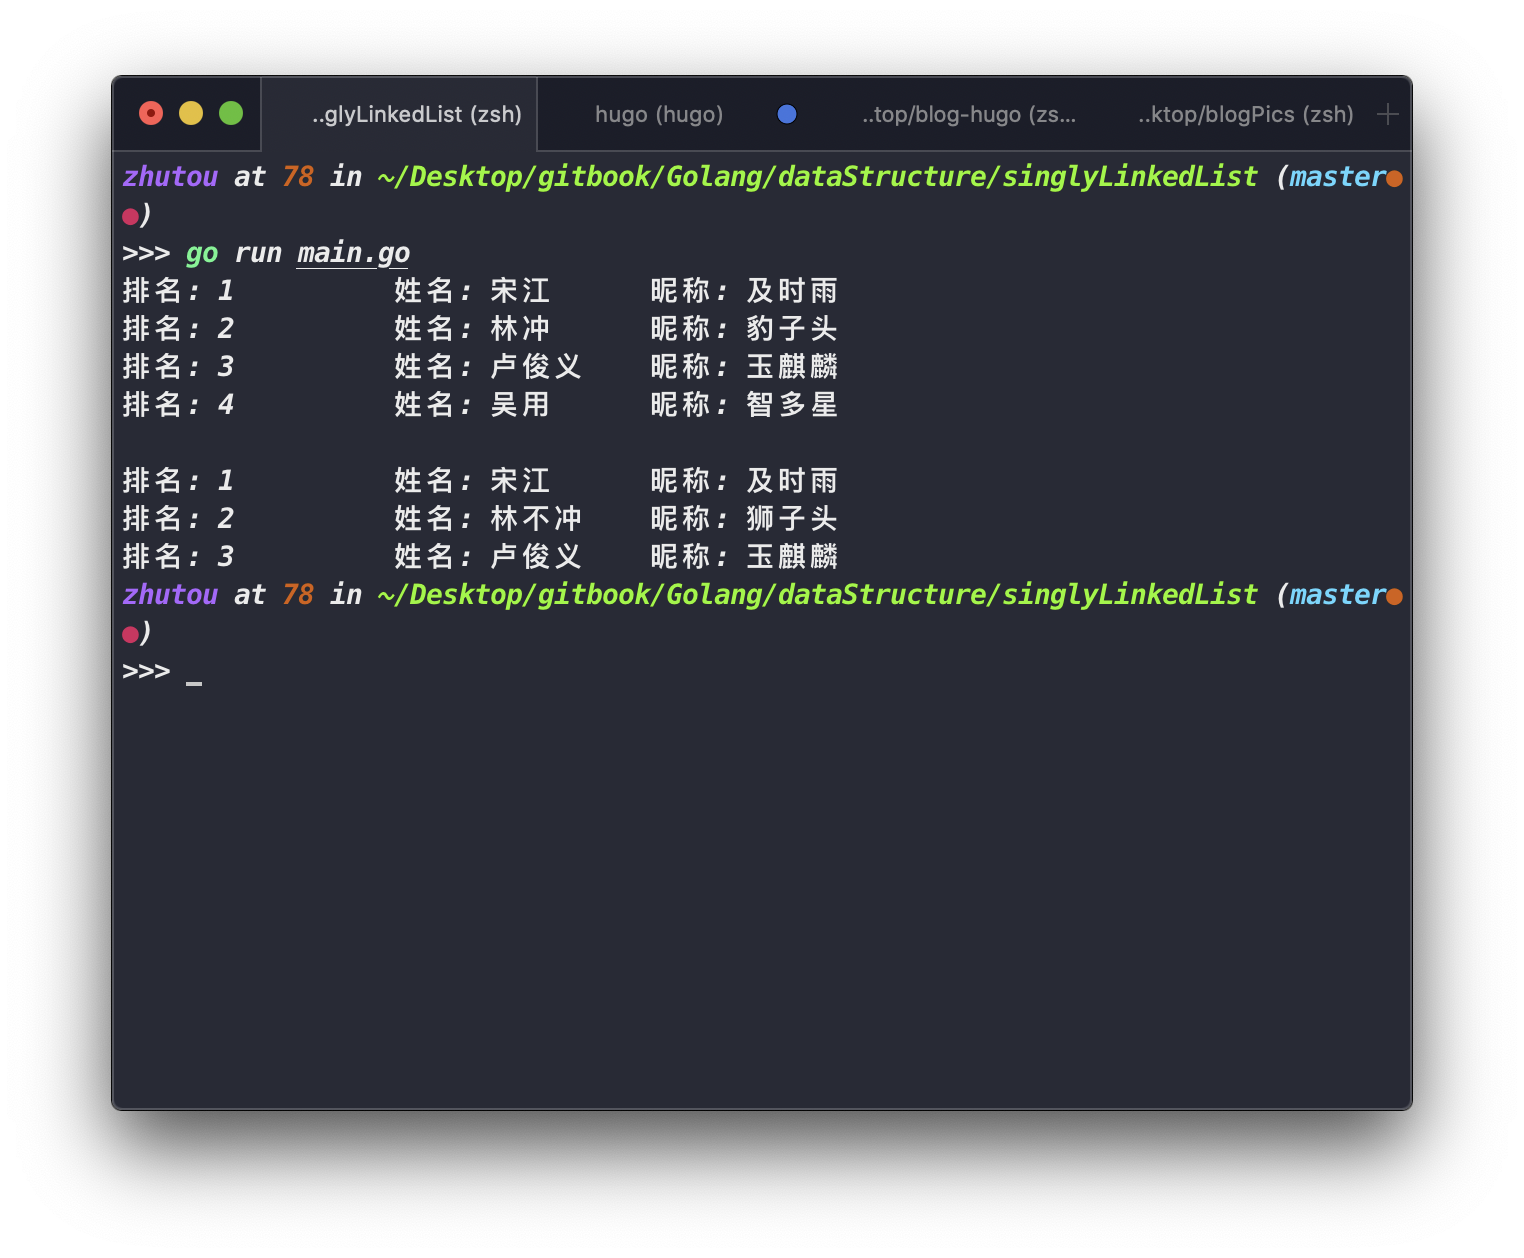 ..glyLinkedList (zsh) hugo (hugo) ..top/blog-hugo (zs... ..ktop/blogPics (zsh)
zhutou at 78 in ~/Desktop/gitbook/Golang/dataStructure/singlyLinkedList (master●
●)
>>> go run main.go
排名: 1 姓名: 宋江 昵称: 及时雨
排名: 2 姓名: 林冲 昵称: 豹子头
排名: 3 姓名: 卢俊义 昵称: 玉麒麟
排名: 4 姓名: 吴用 昵称: 智多星
排名: 1 姓名: 宋江 昵称: 及时雨
排名: 2 姓名: 林不冲 昵称: 狮子头
排名: 3 姓名: 卢俊义 昵称: 玉麒麟
zhutou at 78 in ~/Desktop/gitbook/Golang/dataStructure/singlyLinkedList (master●
●)
>>> _